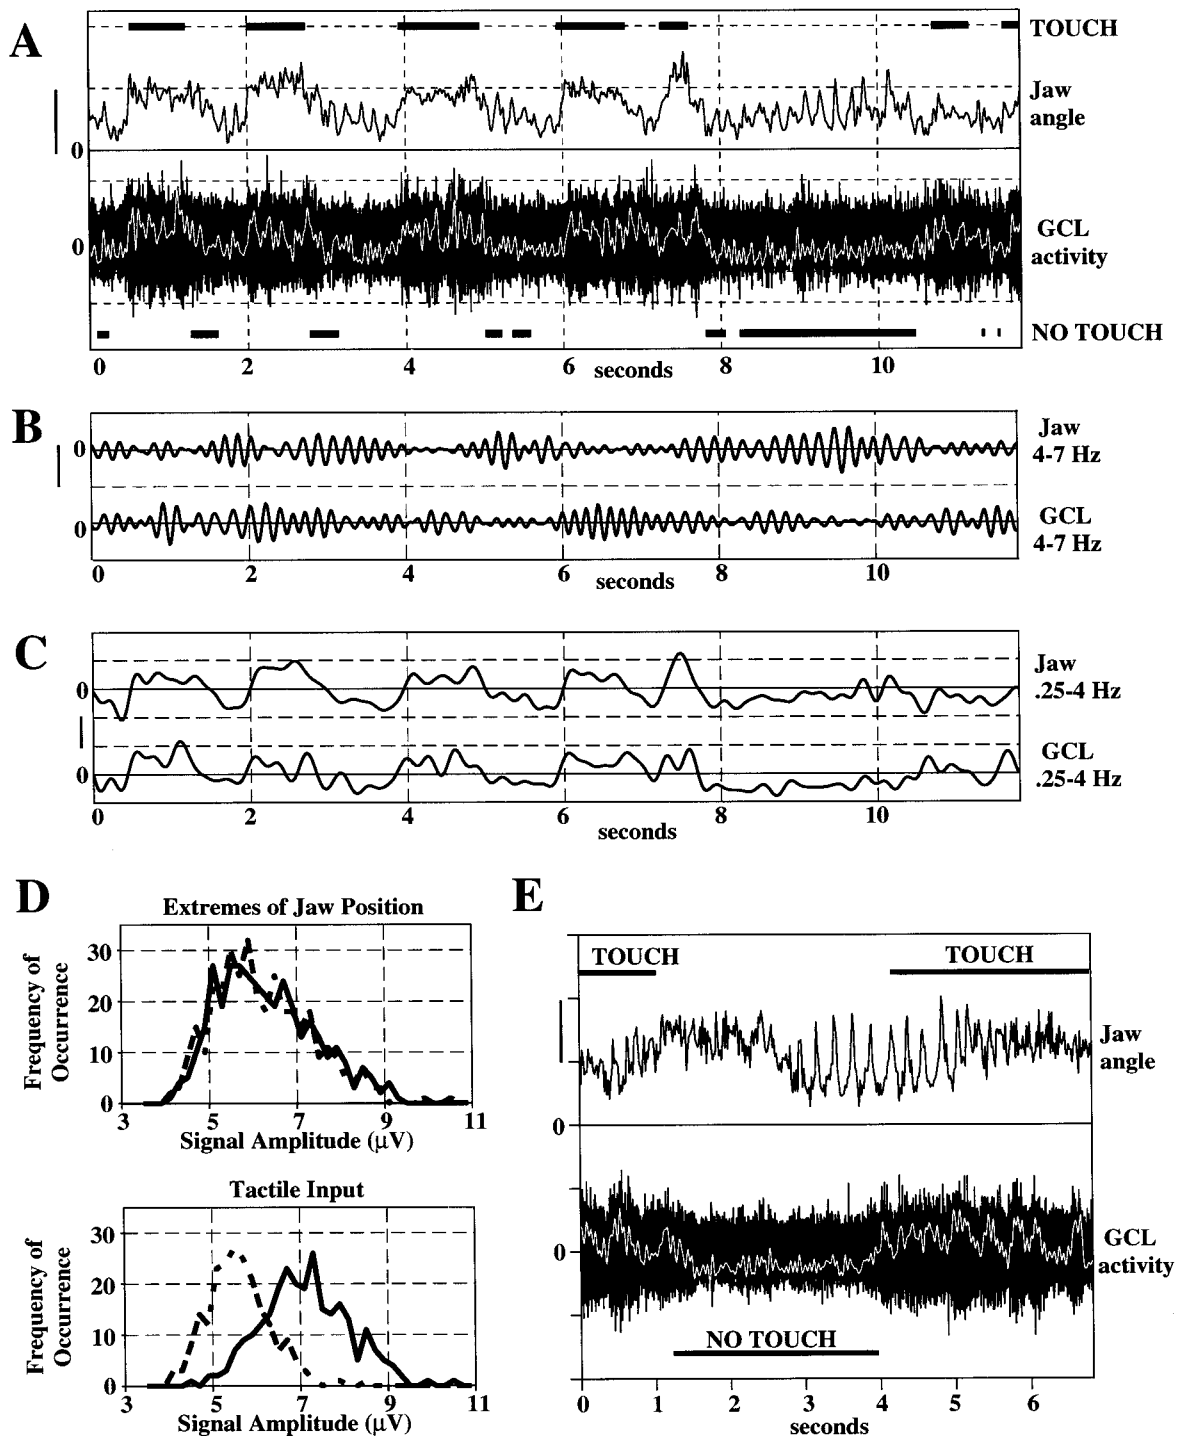 A
TOUCH
Jaw
angle
0
GCL
activity
0
NO TOUCH
0 2 4 6 seconds 8 10
B
0
Jaw
4-7 Hz
0
GCL
4-7 Hz
0 2 4 6 seconds 8 10
C
0
Jaw
.25-4 Hz
0
GCL
.25-4 Hz
0 2 4 6 seconds 8 10
D
Extremes of Jaw Position
Frequency of
Occurrence
30
20
10
0
3 5 7 9 11
Signal Amplitude (µV)
Tactile Input
Frequency of
Occurrence
30
20
10
0
3 5 7 9 11
Signal Amplitude (µV)
E
TOUCH TOUCH
Jaw
angle
0
GCL
activity
0
NO TOUCH
0 1 2 3 4 5 6
seconds